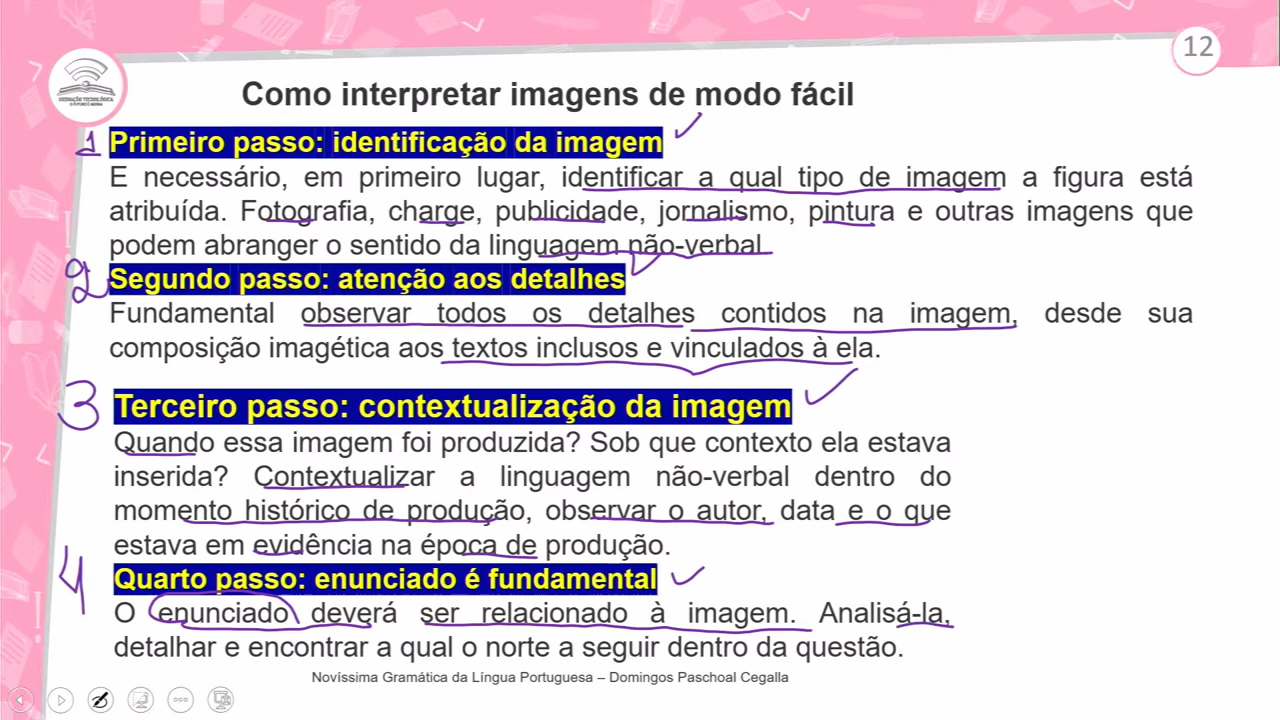 12
MEDIAÇÃO TECNOLÓGICA
O FUTURO É AGORA
Como interpretar imagens de modo fácil
1 Primeiro passo: identificação da imagem
E necessário, em primeiro lugar, identificar a qual tipo de imagem a figura está
atribuída. Fotografia, charge, publicidade, jornalismo, pintura e outras imagens que
podem abranger o sentido da linguagem não-verbal
2 Segundo passo: atenção aos detalhes
Fundamental observar todos os detalhes contidos na imagem, desde sua
composição imagética aos textos inclusos e vinculados à ela.
3 Terceiro passo: contextualização da imagem
Quando essa imagem foi produzida? Sob que contexto ela estava
inserida? Contextualizar a linguagem não-verbal dentro do
momento histórico de produção, observar o autor, data e o que
estava em evidência na época de produção.
4 Quarto passo: enunciado é fundamental
O enunciado deverá ser relacionado à imagem. Analisá-la,
detalhar e encontrar a qual o norte a seguir dentro da questão.
Novíssima Gramática da Língua Portuguesa – Domingos Paschoal Cegalla